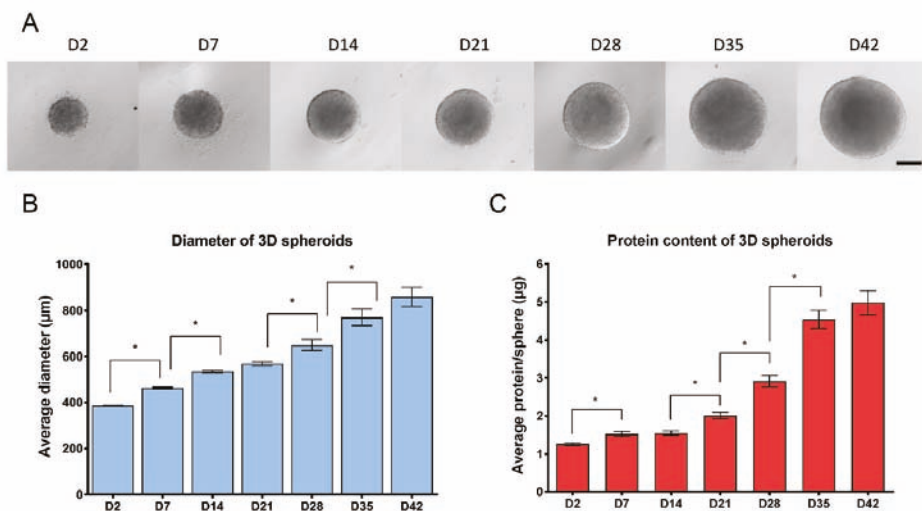 A
D2 D7 D14 D21 D28 D35 D42
B
Diameter of 3D spheroids
Average diameter (µm)
1000
800
600
400
200
0
* * * *
D2 D7 D14 D21 D28 D35 D42
C
Protein content of 3D spheroids
Average protein/sphere (µg)
6
5
4
3
2
1
0
* * * *
D2 D7 D14 D21 D28 D35 D42